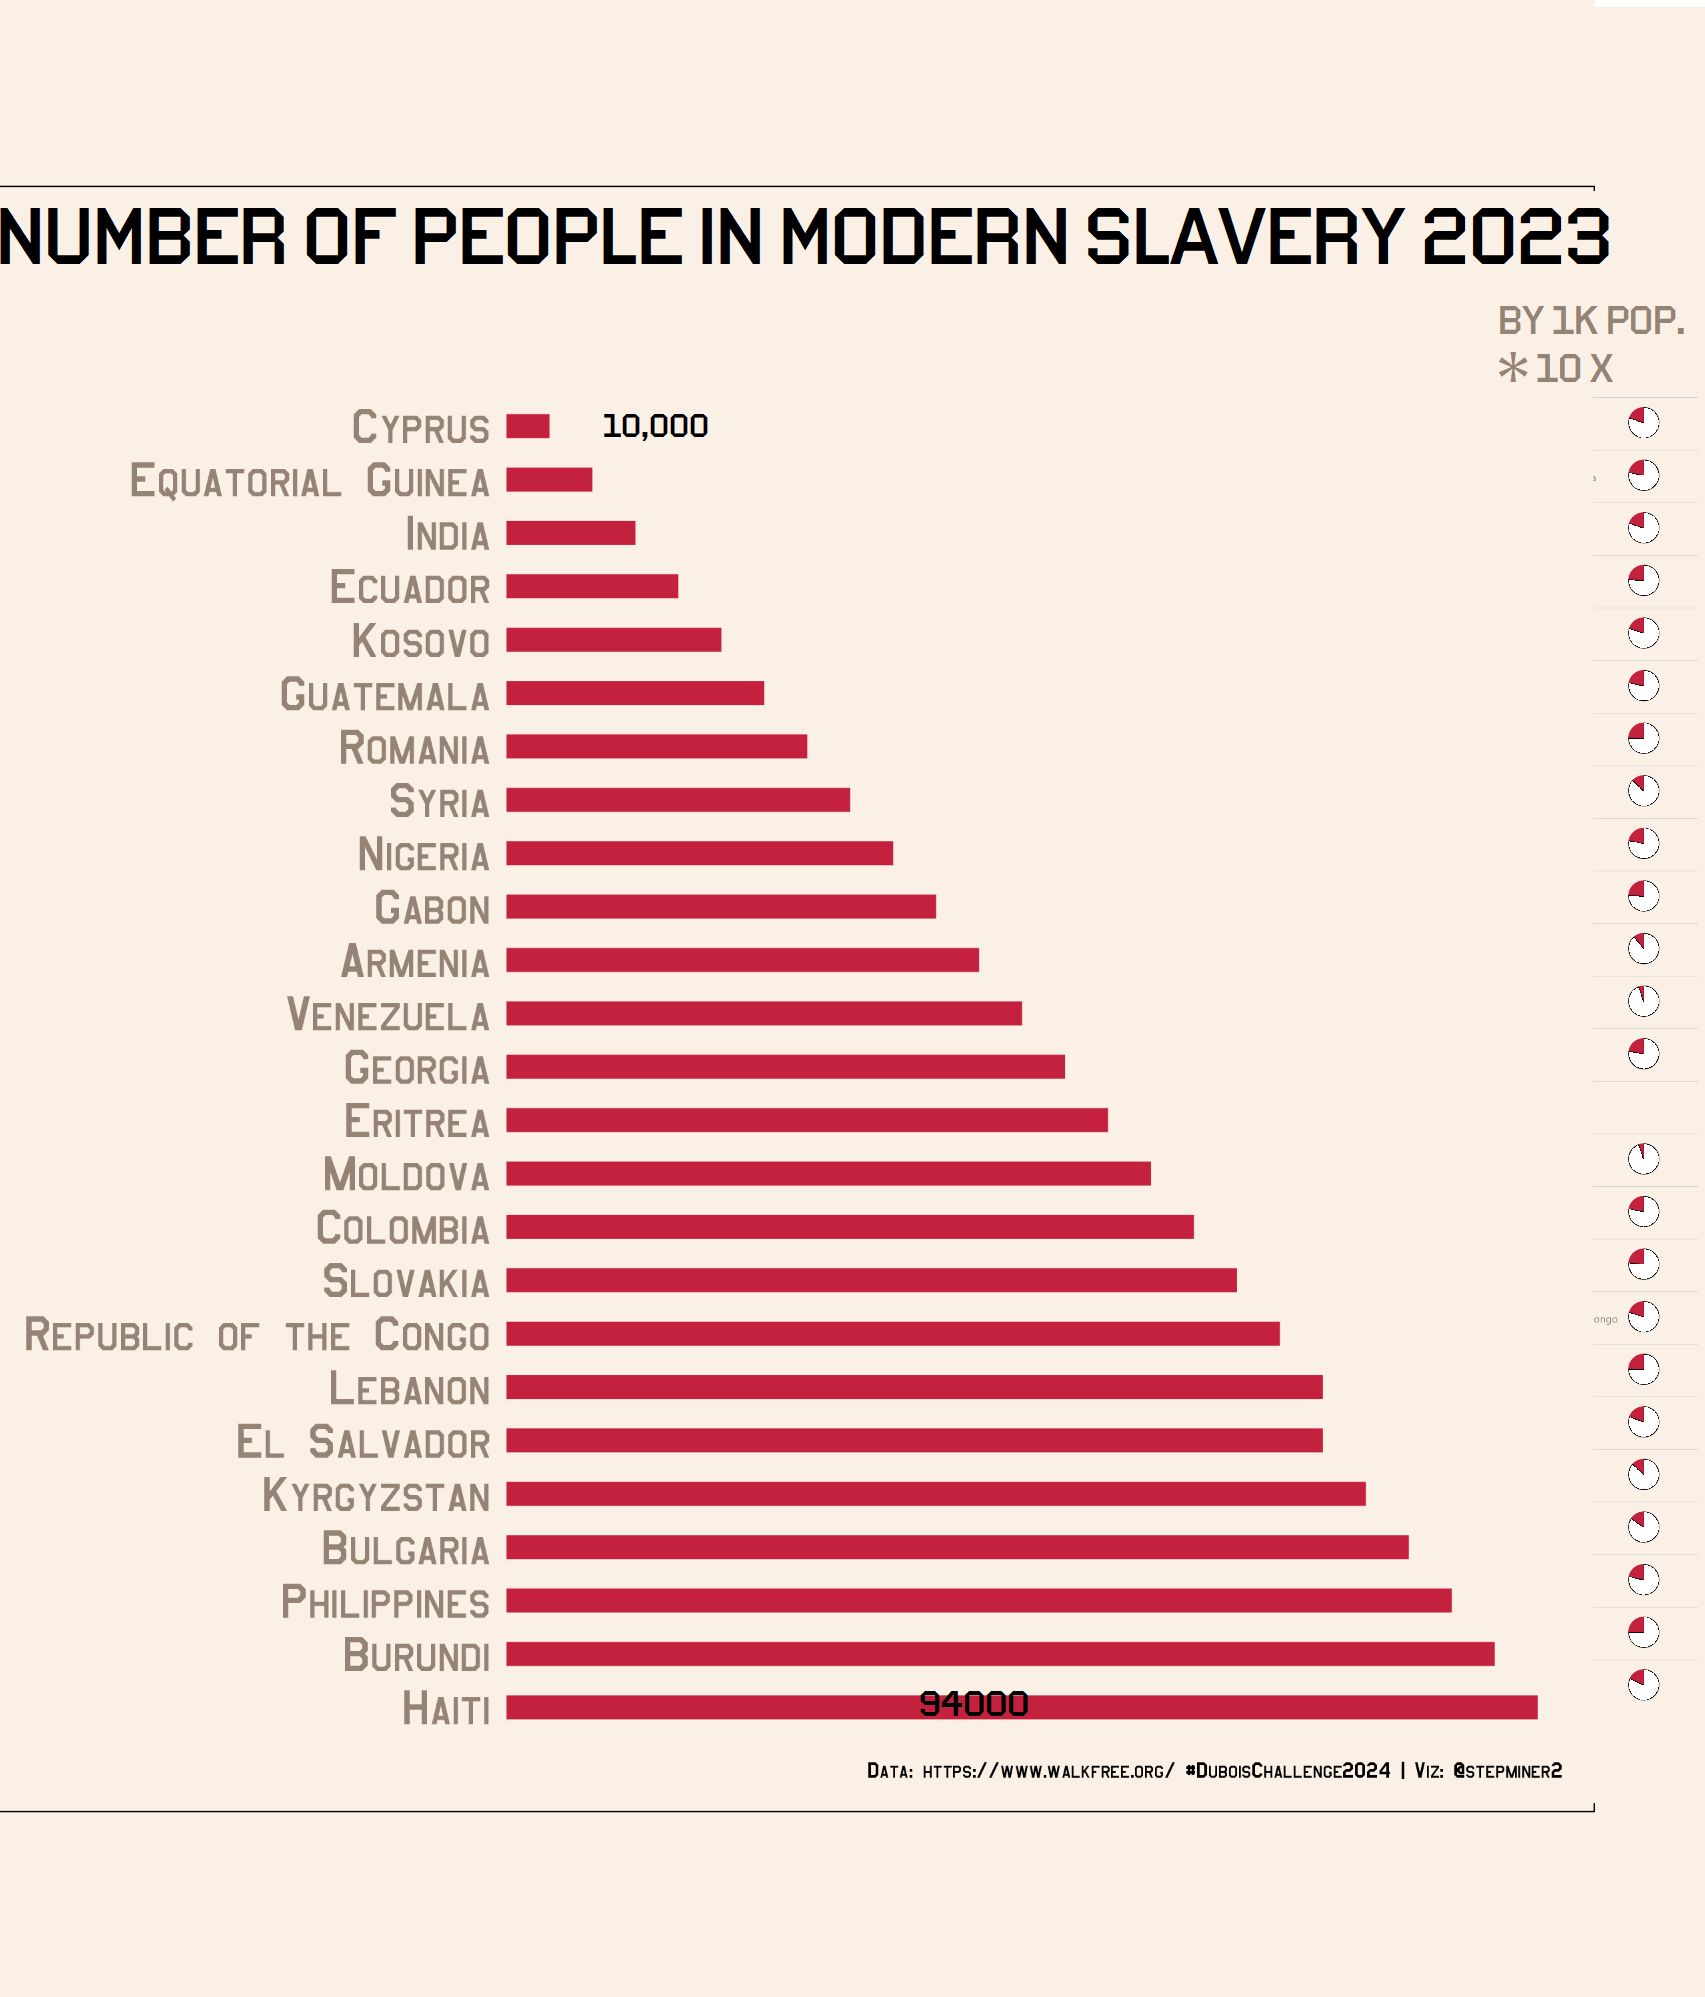 NUMBER OF PEOPLE IN MODERN SLAVERY 2023
BY 1K POP.
* 10 X
Cyprus 10,000
Equatorial Guinea
India
Ecuador
Kosovo
Guatemala
Romania
Syria
Nigeria
Gabon
Armenia
Venezuela
Georgia
Eritrea
Moldova
Colombia
Slovakia
Republic of the Congo
ongo
Lebanon
El Salvador
Kyrgyzstan
Bulgaria
Philippines
Burundi
Haiti 94000
Data: https://www.walkfree.org/ #DuboisChallenge2024 | Viz: @stepminer2